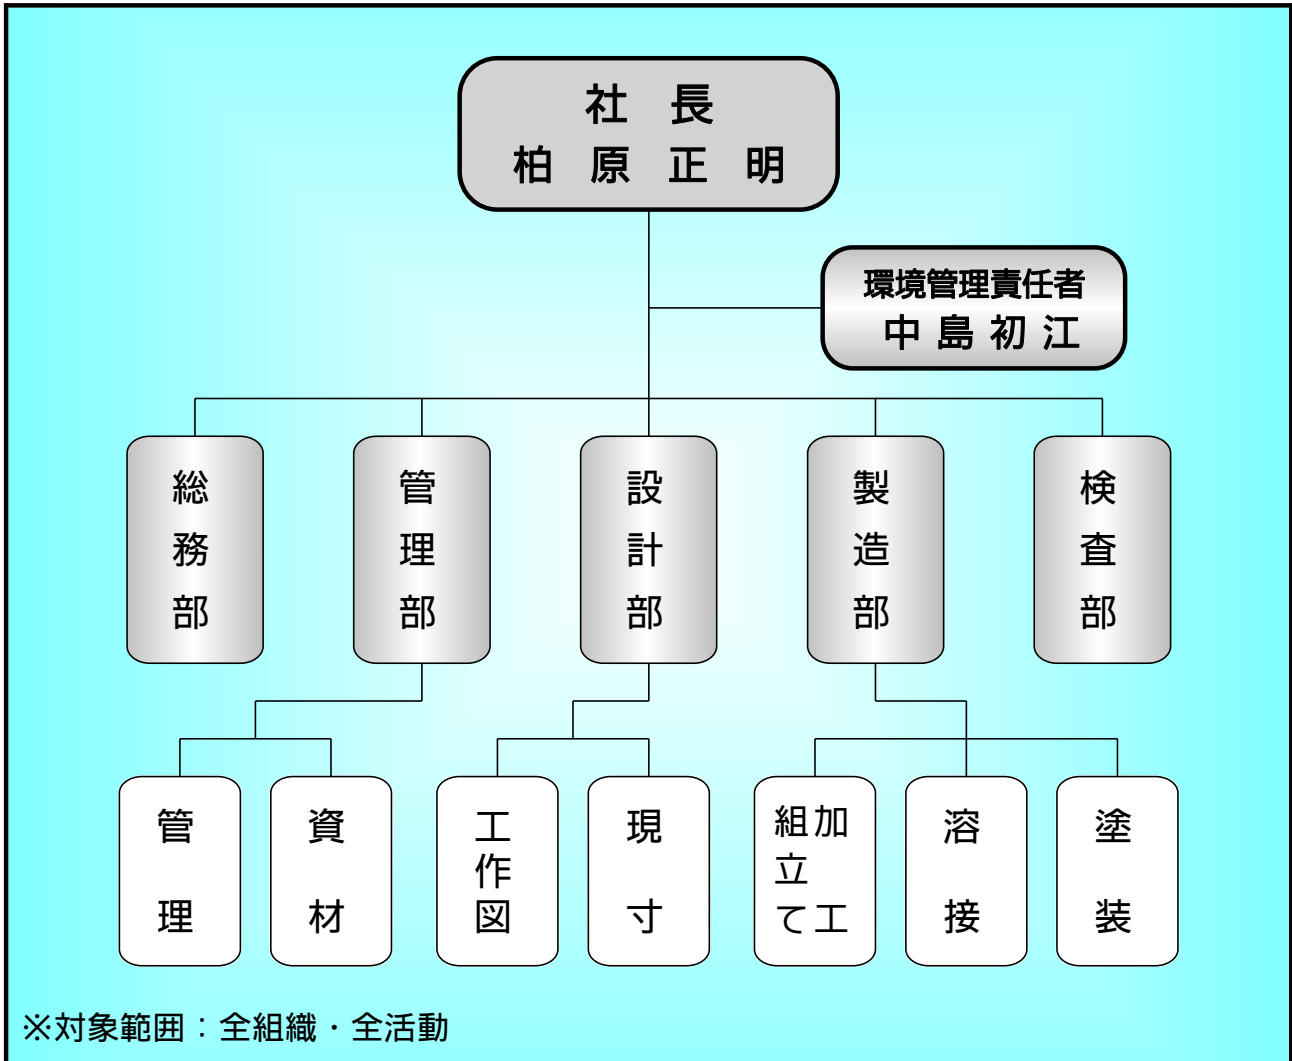 社長
柏原正明
環境管理責任者
中島初江
総務部
管理部
設計部
製造部
検査部
管理
資材
工作図
現寸
加工
組立て
溶接
塗装
※対象範囲：全組織・全活動